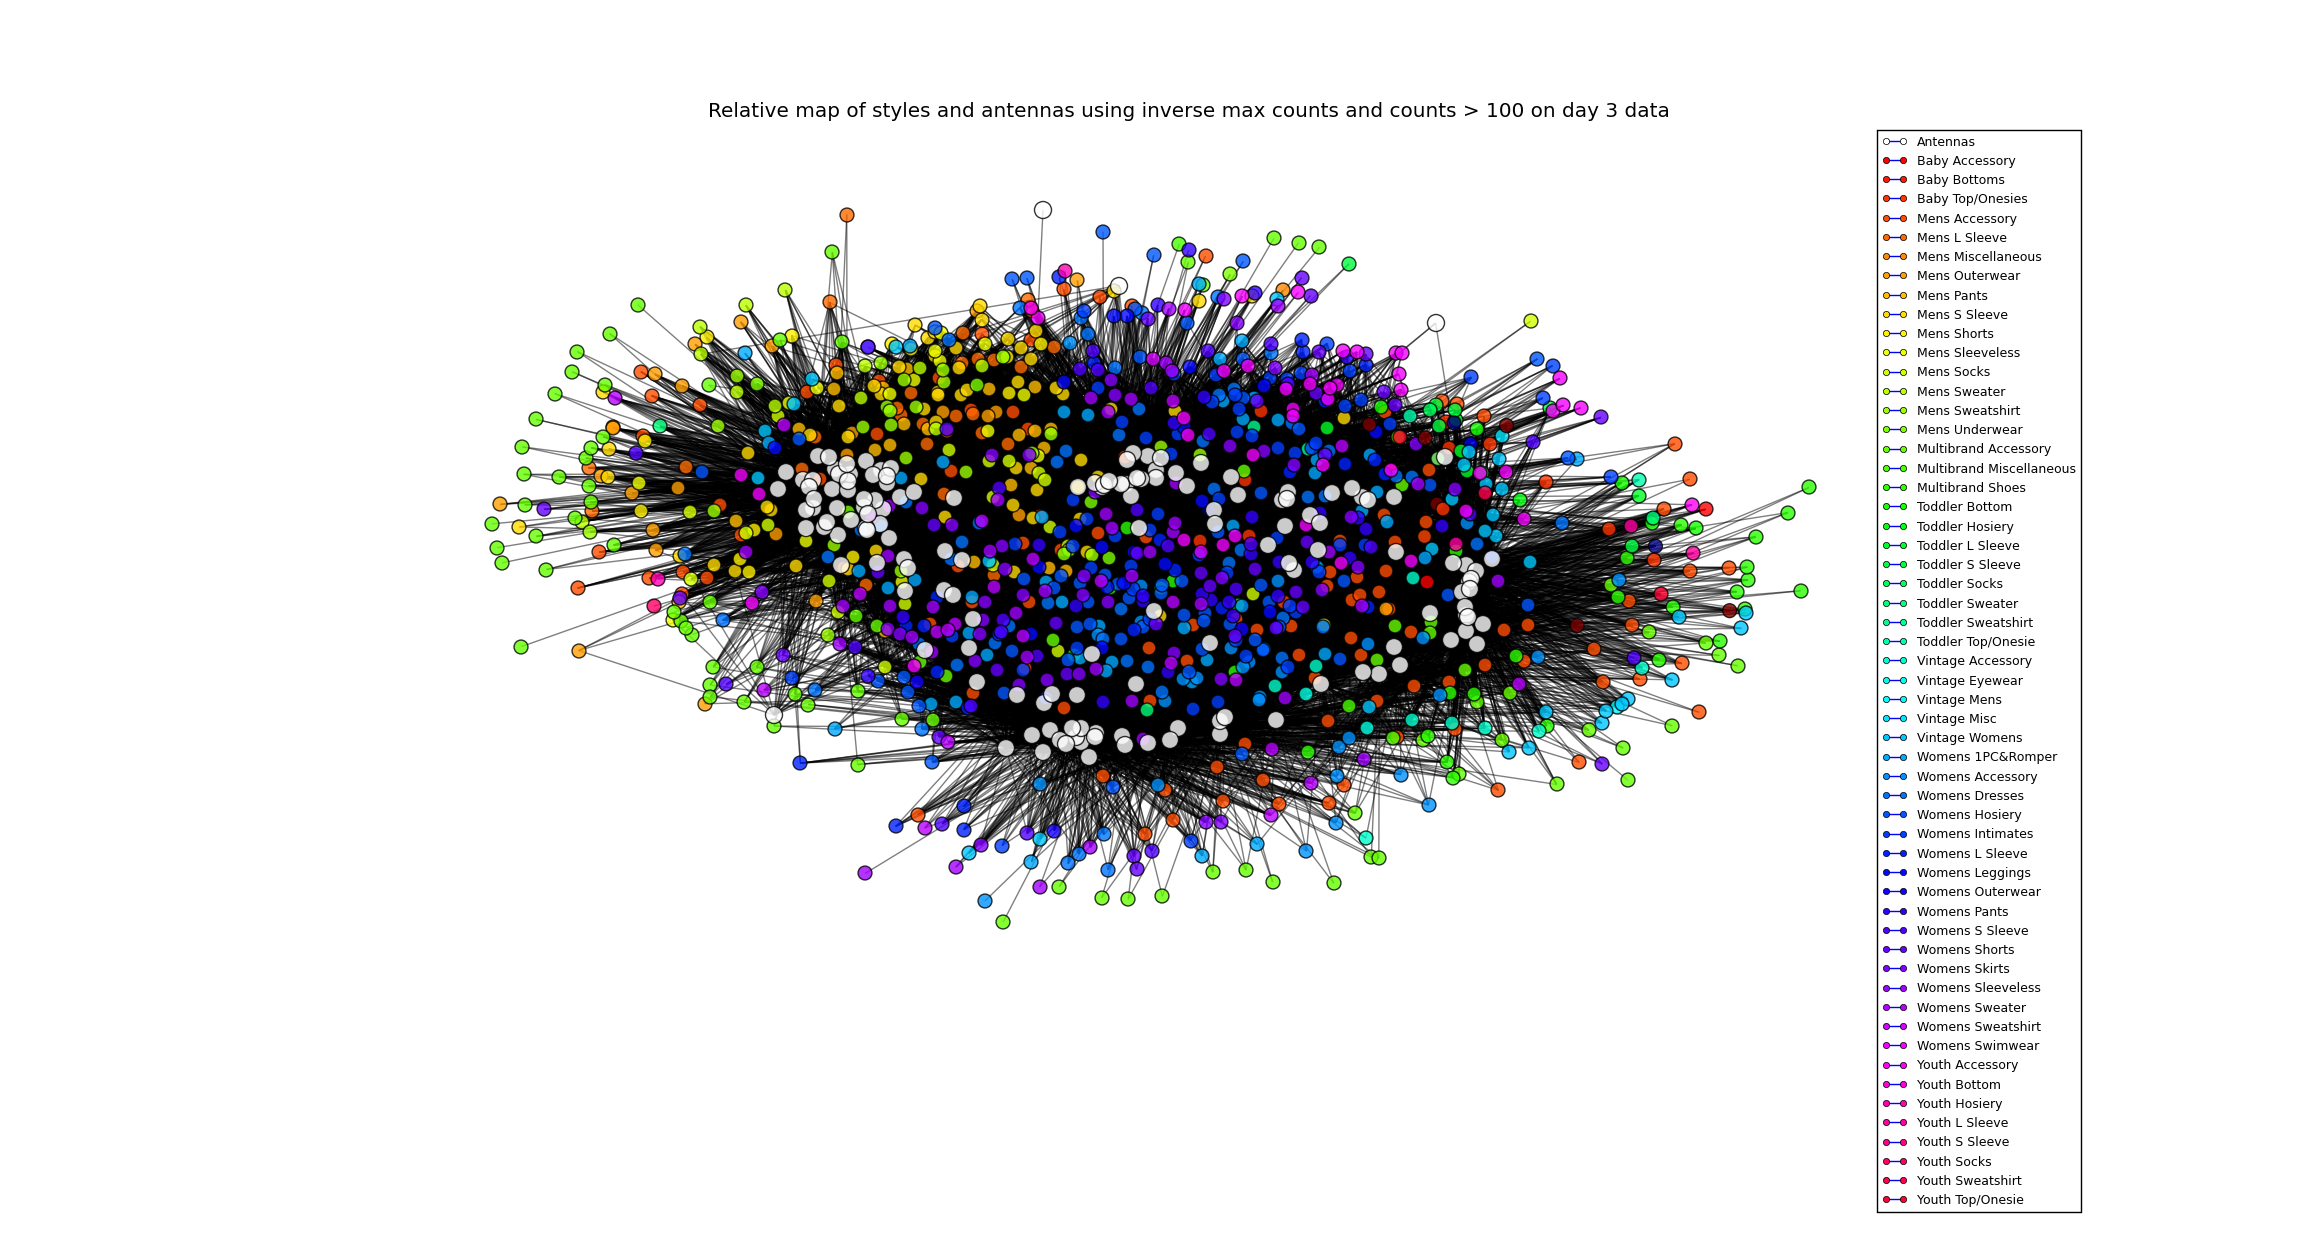 Relative map of styles and antennas using inverse max counts and counts > 100 on day 3 data
Antennas
Baby Accessory
Baby Bottoms
Baby Top/Onesies
Mens Accessory
Mens L Sleeve
Mens Miscellaneous
Mens Outerwear
Mens Pants
Mens S Sleeve
Mens Shorts
Mens Sleeveless
Mens Socks
Mens Sweater
Mens Sweatshirt
Mens Underwear
Multibrand Accessory
Multibrand Miscellaneous
Multibrand Shoes
Toddler Bottom
Toddler Hosiery
Toddler L Sleeve
Toddler S Sleeve
Toddler Socks
Toddler Sweater
Toddler Sweatshirt
Toddler Top/Onesie
Vintage Accessory
Vintage Eyewear
Vintage Mens
Vintage Misc
Vintage Womens
Womens 1PC&Romper
Womens Accessory
Womens Dresses
Womens Hosiery
Womens Intimates
Womens L Sleeve
Womens Leggings
Womens Outerwear
Womens Pants
Womens S Sleeve
Womens Shorts
Womens Skirts
Womens Sleeveless
Womens Sweater
Womens Sweatshirt
Womens Swimwear
Youth Accessory
Youth Bottom
Youth Hosiery
Youth L Sleeve
Youth S Sleeve
Youth Socks
Youth Sweatshirt
Youth Top/Onesie